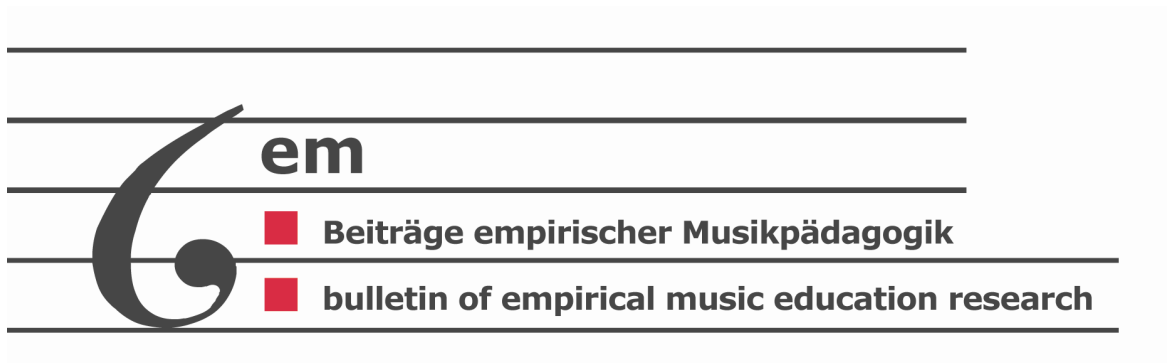 b em
Beiträge empirischer Musikpädagogik
bulletin of empirical music education research